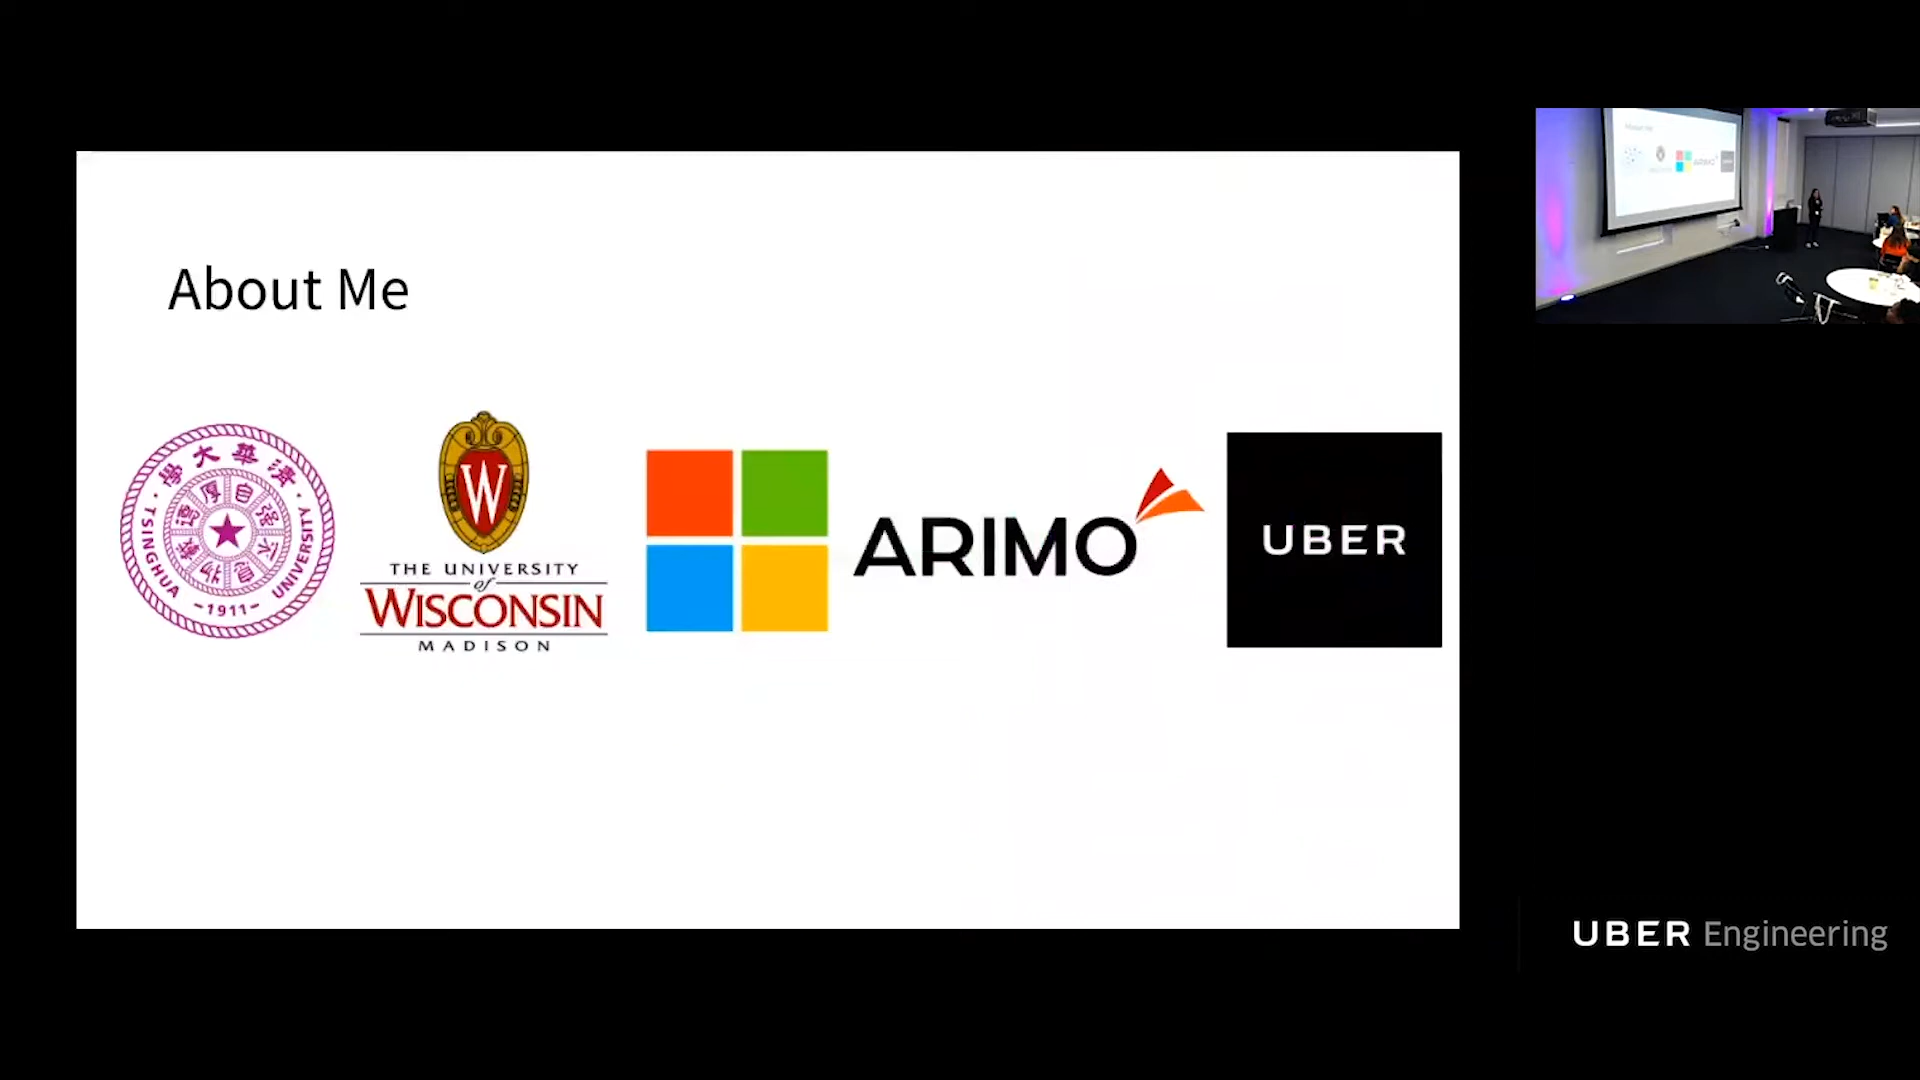 About Me
學大華清
自强不息厚德載物
TSINGHUA UNIVERSITY
-1911-
W
THE UNIVERSITY
of
WISCONSIN
MADISON
ARIMO
UBER
UBER Engineering